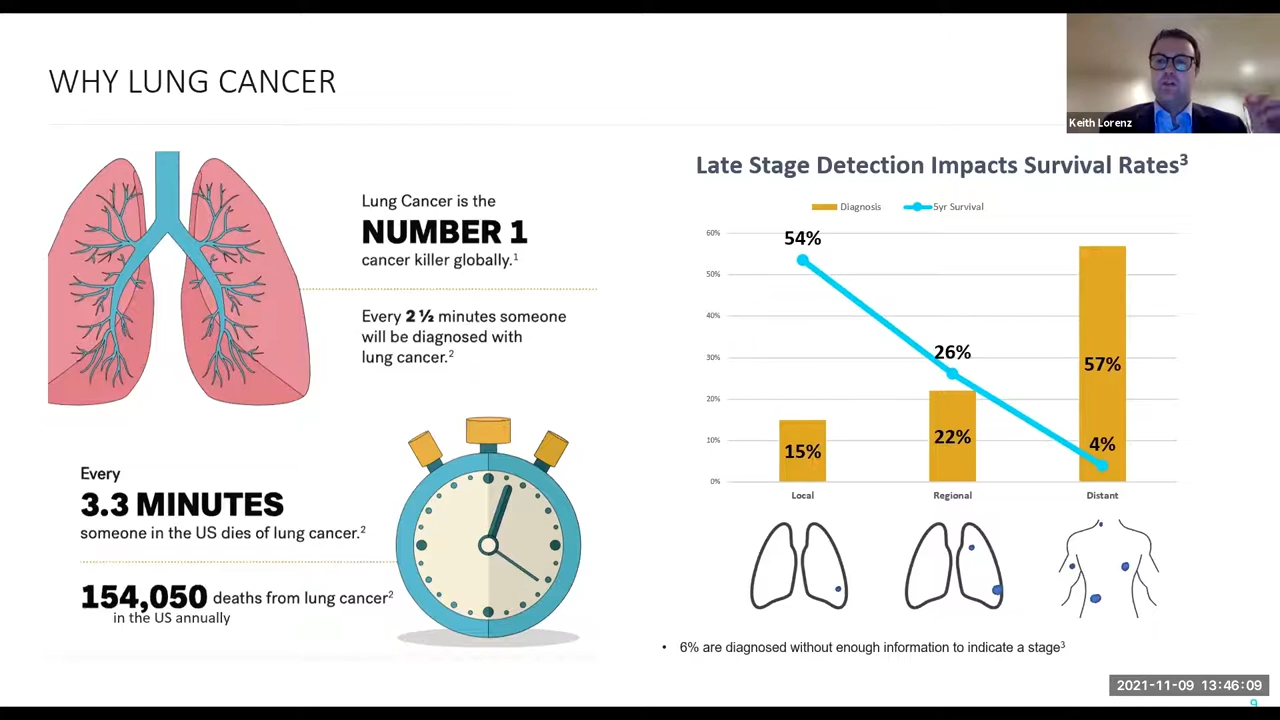 WHY LUNG CANCER
Keith Lorenz
Lung Cancer is the
NUMBER 1
cancer killer globally.1
Every 2 ½ minutes someone
will be diagnosed with
lung cancer.2
Every
3.3 MINUTES
someone in the US dies of lung cancer.2
154,050 deaths from lung cancer2
in the US annually
Late Stage Detection Impacts Survival Rates3
Diagnosis 5yr Survival
60%
50%
40%
30%
20%
10%
0%
54%
26%
57%
4%
22%
15%
Local Regional Distant
• 6% are diagnosed without enough information to indicate a stage3
2021-11-09 13:46:09
9